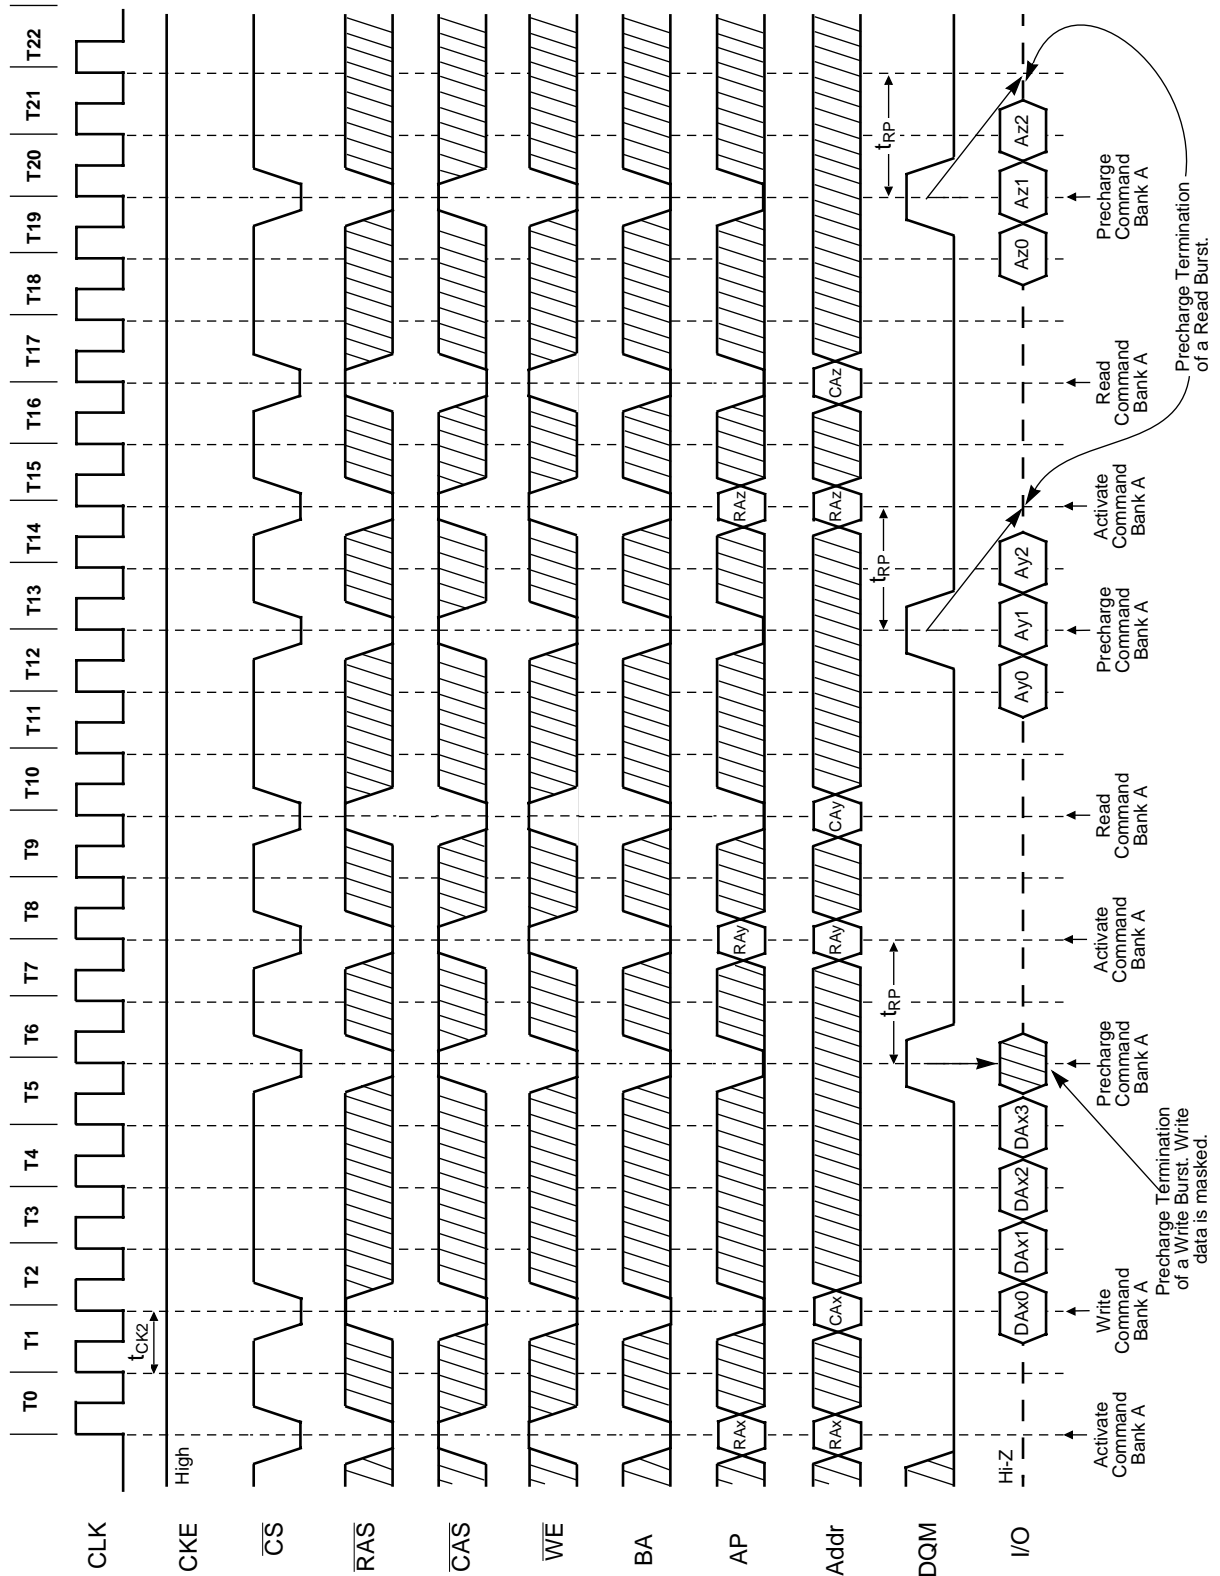 T0 T1 T2 T3 T4 T5 T6 T7 T8 T9 T10 T11 T12 T13 T14 T15 T16 T17 T18 T19 T20 T21 T22
CLK
tCK2
CKE
High
CS
RAS
CAS
WE
BA
AP
RAx RAy RAz
Addr
RAx CAx RAy CAy RAz CAz
DQM
tRP tRP tRP
I/O
Hi-Z
DAx0 DAx1 DAx2 DAx3 Ay0 Ay1 Ay2 Az0 Az1 Az2
Activate
Command
Bank A
Write
Command
Bank A
Precharge
Command
Bank A
Activate
Command
Bank A
Read
Command
Bank A
Precharge
Command
Bank A
Activate
Command
Bank A
Read
Command
Bank A
Precharge
Command
Bank A
Precharge Termination
of a Write Burst. Write
data is masked.
Precharge Termination
of a Read Burst.